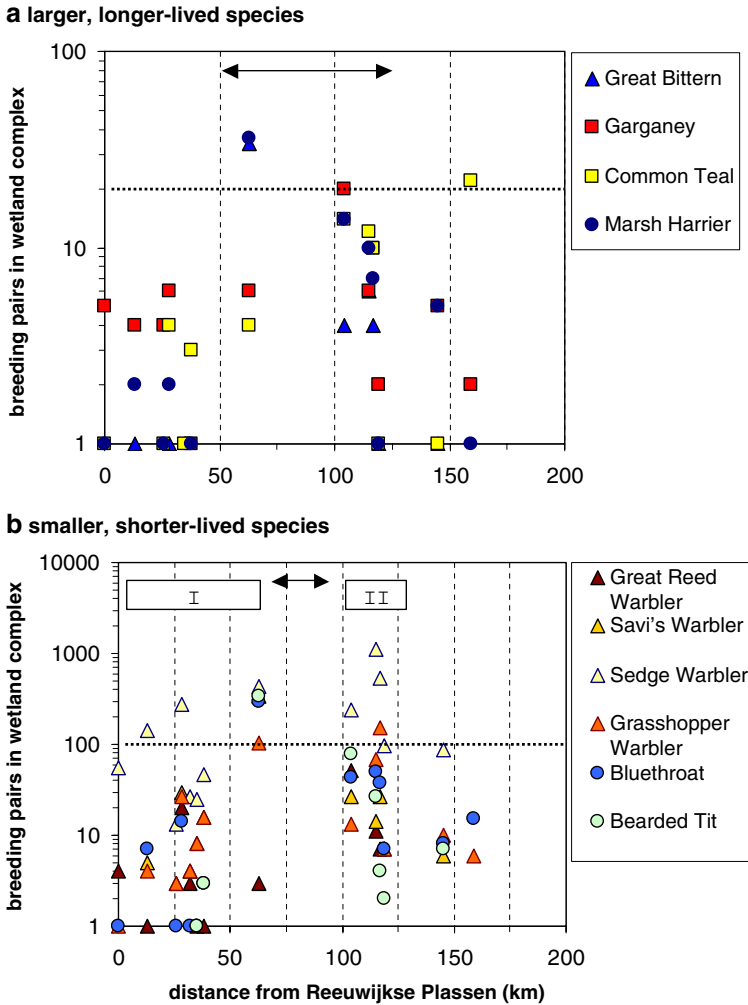 a larger, longer-lived species
100
10
1
breeding pairs in wetland complex
0 50 100 150 200
Great Bittern
Garganey
Common Teal
Marsh Harrier
b smaller, shorter-lived species
10000
1000
100
10
1
breeding pairs in wetland complex
I
II
0 50 100 150 200
distance from Reeuwijkse Plassen (km)
Great Reed
Warbler
Savi's Warbler
Sedge Warbler
Grasshopper
Warbler
Bluethroat
Bearded Tit